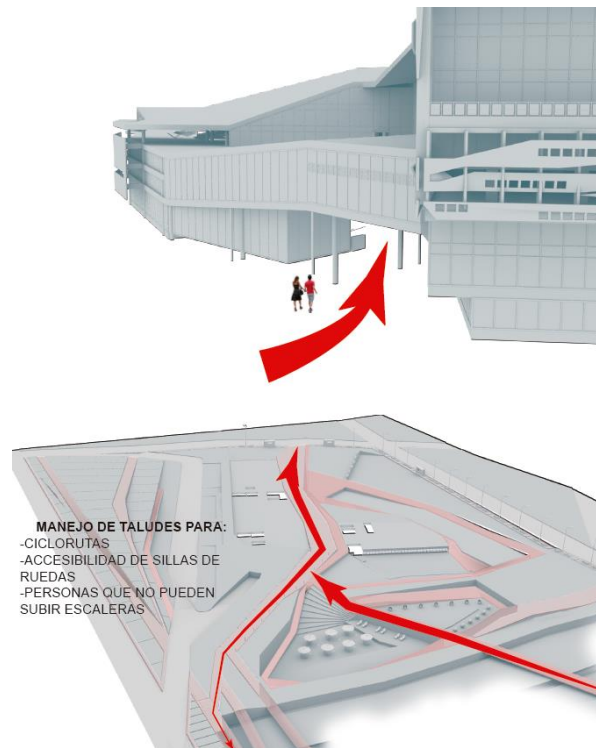 MANEJO DE TALUDES PARA:
-CICLORUTAS
-ACCESIBILIDAD DE SILLAS DE
RUEDAS
-PERSONAS QUE NO PUEDEN
SUBIR ESCALERAS